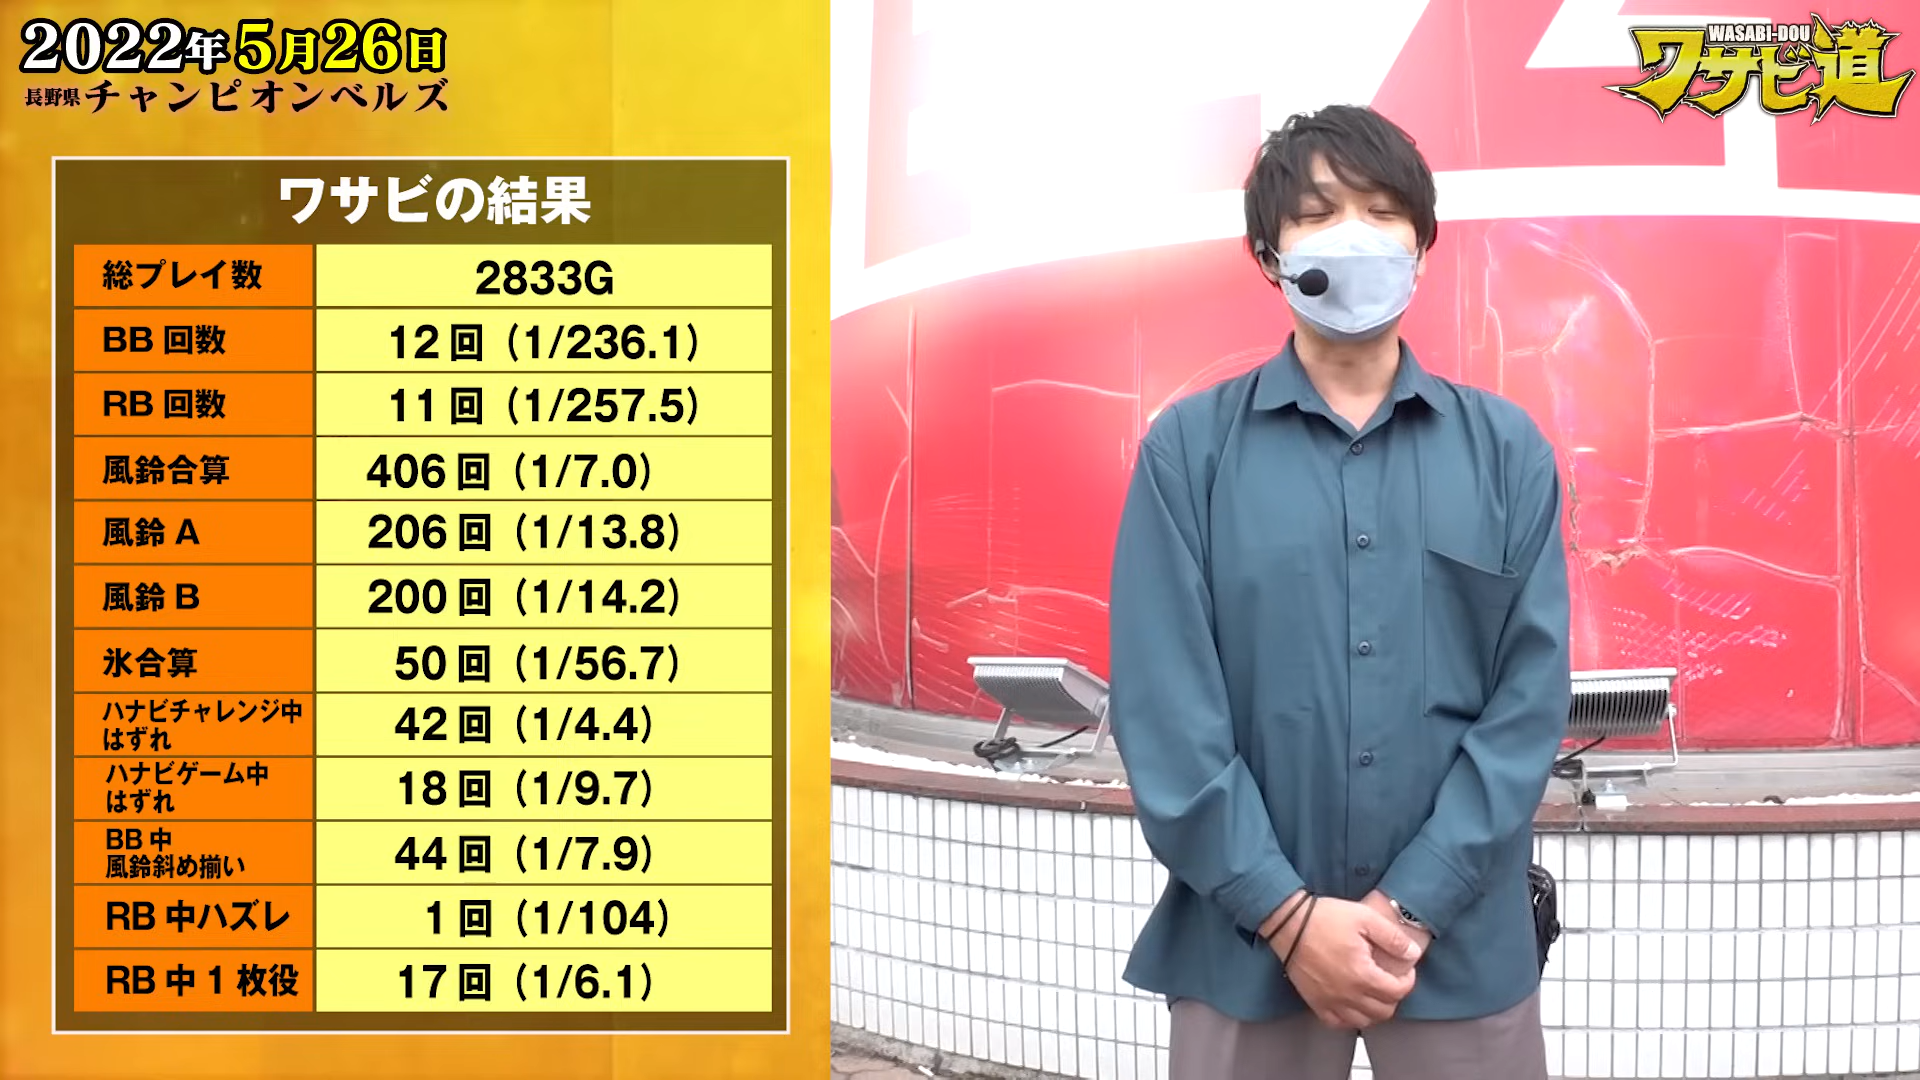 2022年5月26日
長野県チャンピオンベルズ
WASABI-DOU
ワサビ道
ワサビの結果
総プレイ数 2833G
BB回数 12回（1/236.1）
RB回数 11回（1/257.5）
風鈴合算 406回（1/7.0）
風鈴A 206回（1/13.8）
風鈴B 200回（1/14.2）
氷合算 50回（1/56.7）
ハナビチャレンジ中
はずれ 42回（1/4.4）
ハナビゲーム中
はずれ 18回（1/9.7）
BB中
風鈴斜め揃い 44回（1/7.9）
RB中ハズレ 1回（1/104）
RB中1枚役 17回（1/6.1）